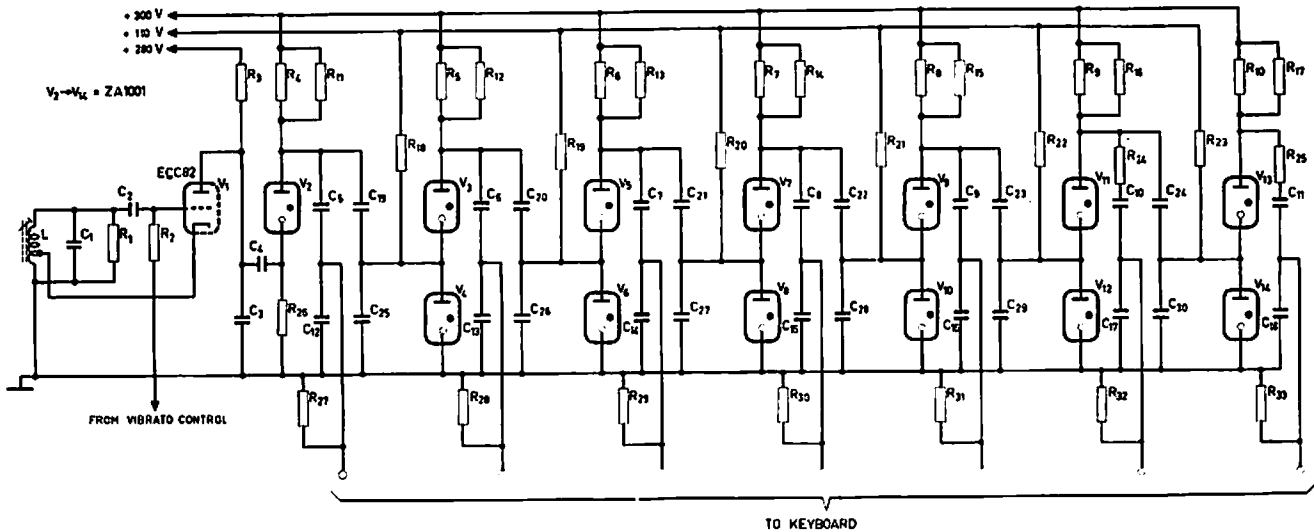 + 300 V
+ 110 V
+ 280 V
V2→V14 = ZA1001
R3 R4 R11 R5 R12 R6 R13 R7 R14 R8 R15 R9 R16 R10 R17
R18 R19 R20 R21 R22 R23
R24 R25
ECC82
C2 V1 V2 C5 C19 V3 C6 C20 V5 C7 C21 V7 C8 C22 V9 C9 C23 V11 C10 C24 V13 C11
L C1 R1 R2 C4
C3 R26 C12 C25 V4 C13 C26 V6 C14 C27 V8 C15 C28 V10 C16 C29 V12 C17 C30 V14 C18
R27 R28 R29 R30 R31 R32 R33
FROM VIBRATO CONTROL
TO KEYBOARD